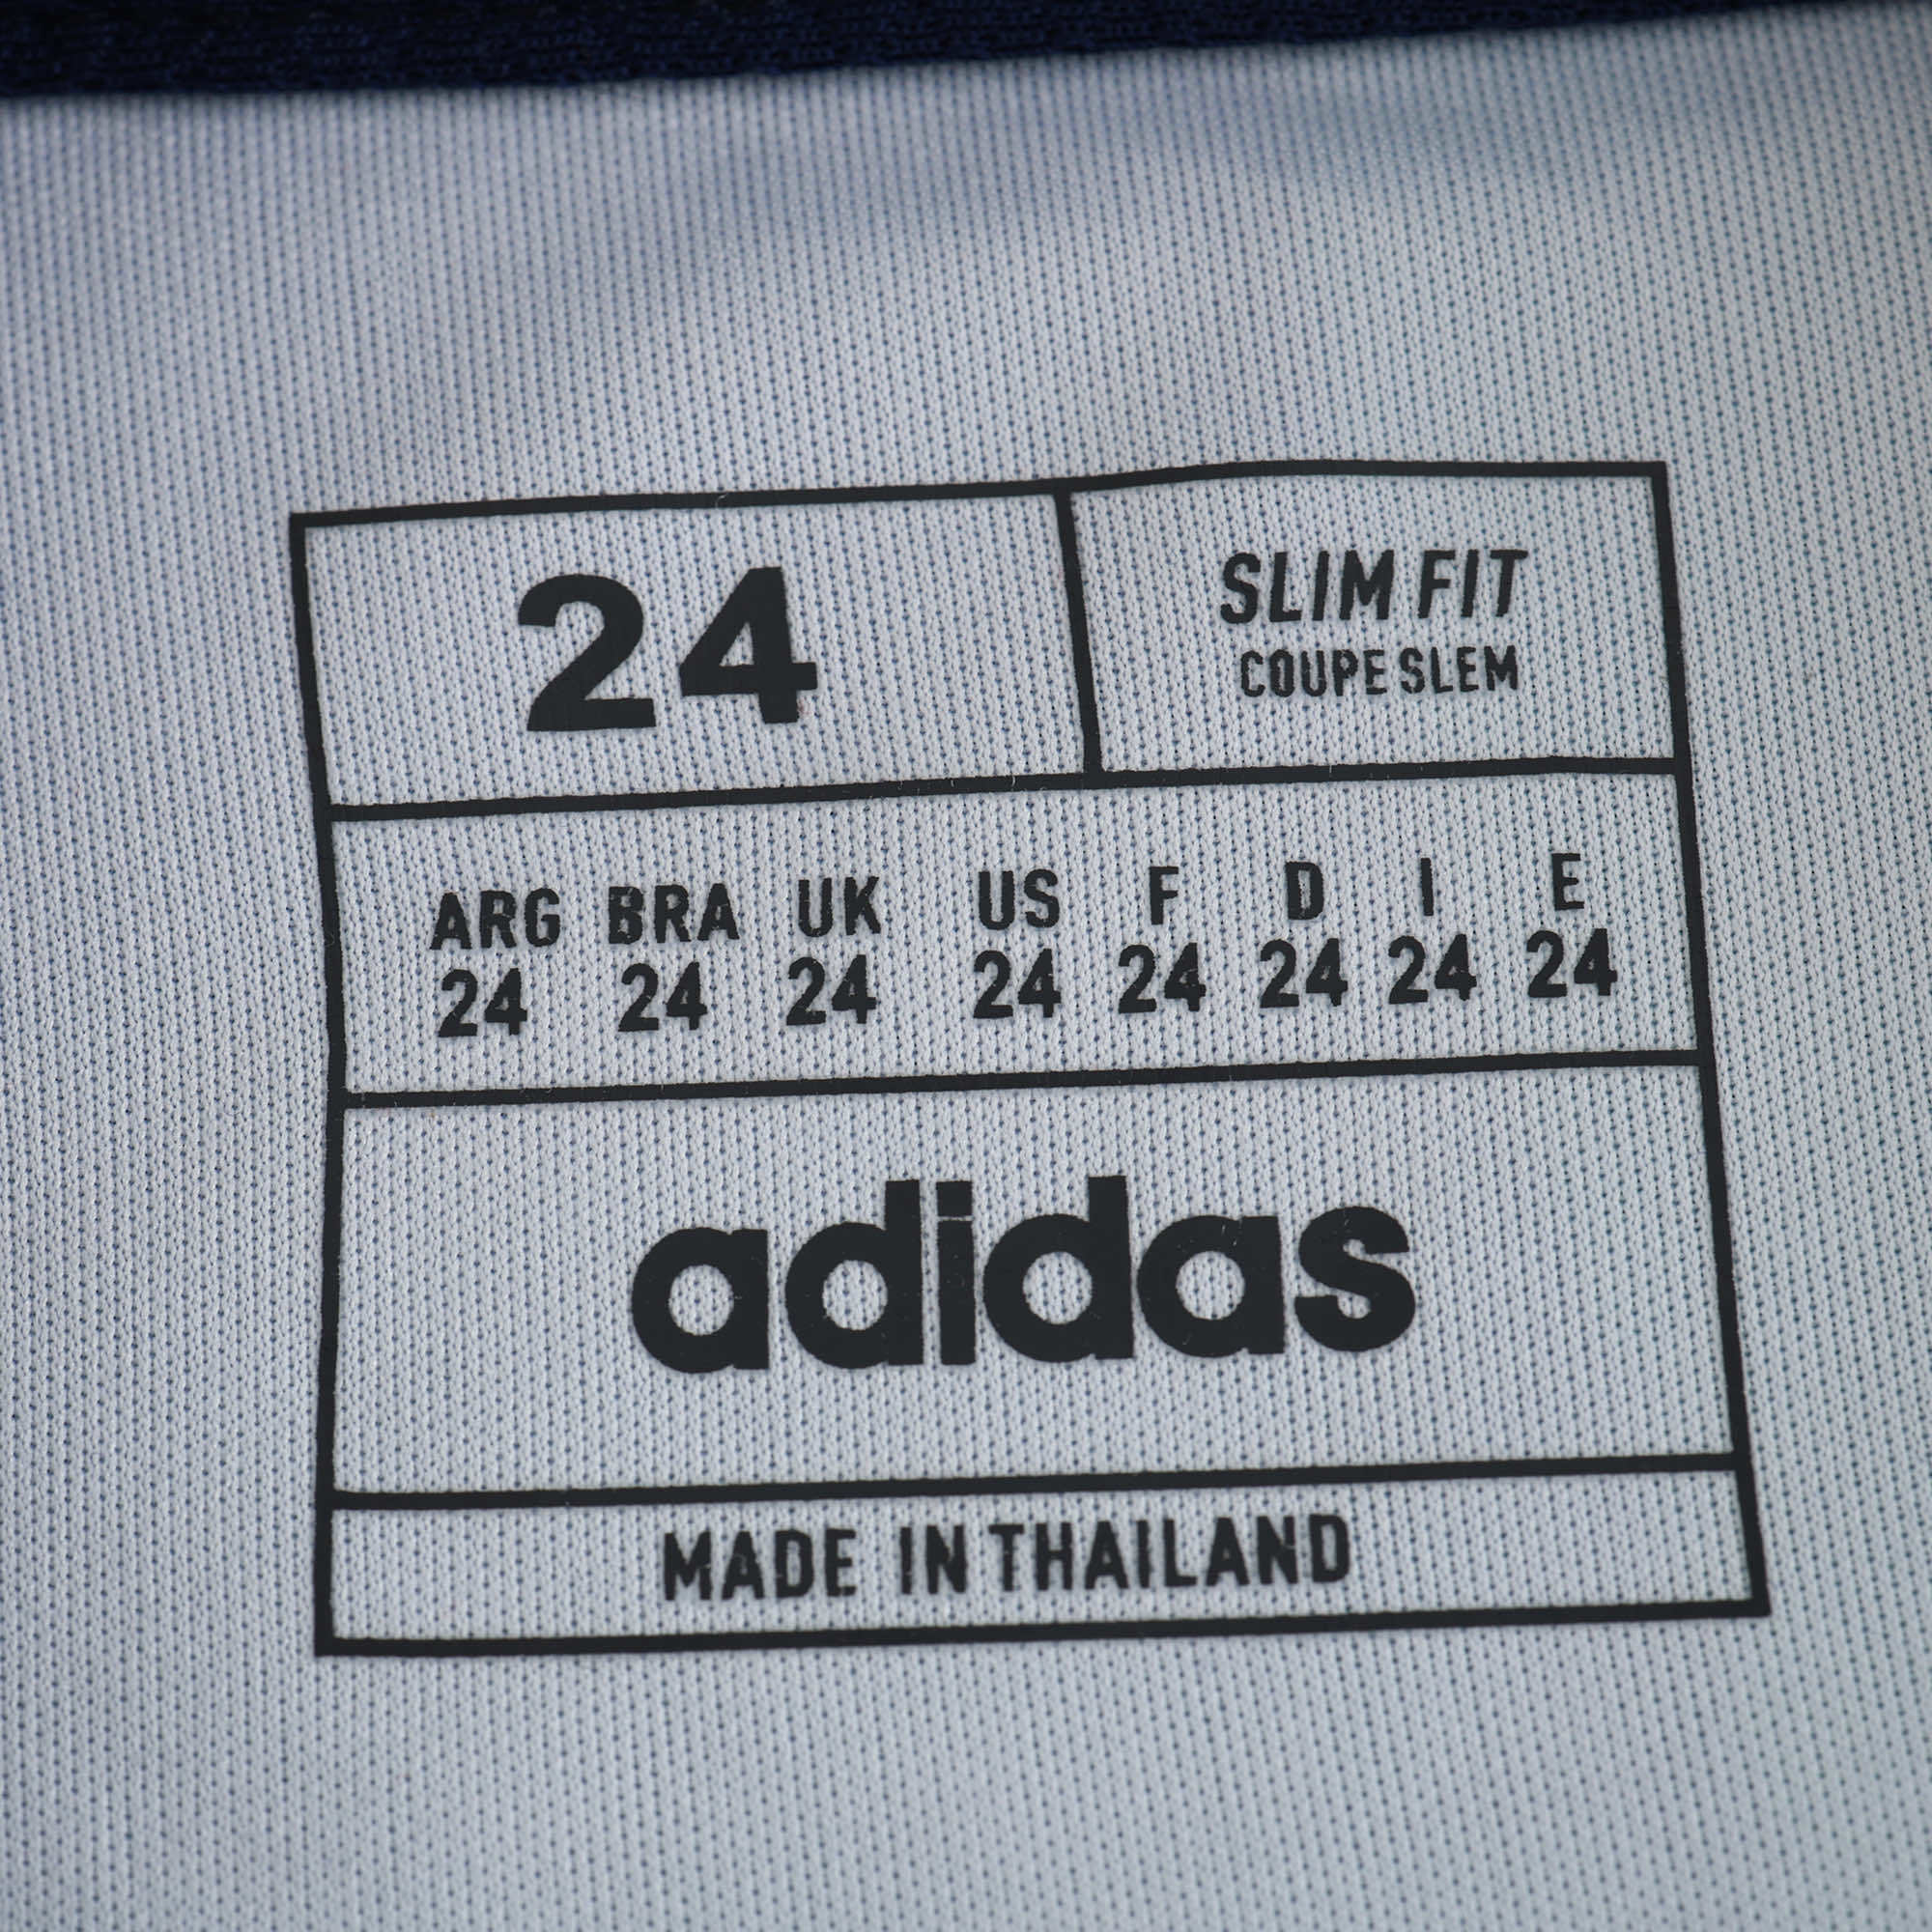 24
SLIM FIT
COUPE SLEM
ARG BRA UK US F D I E
24 24 24 24 24 24 24 24
adidas
MADE IN THAILAND